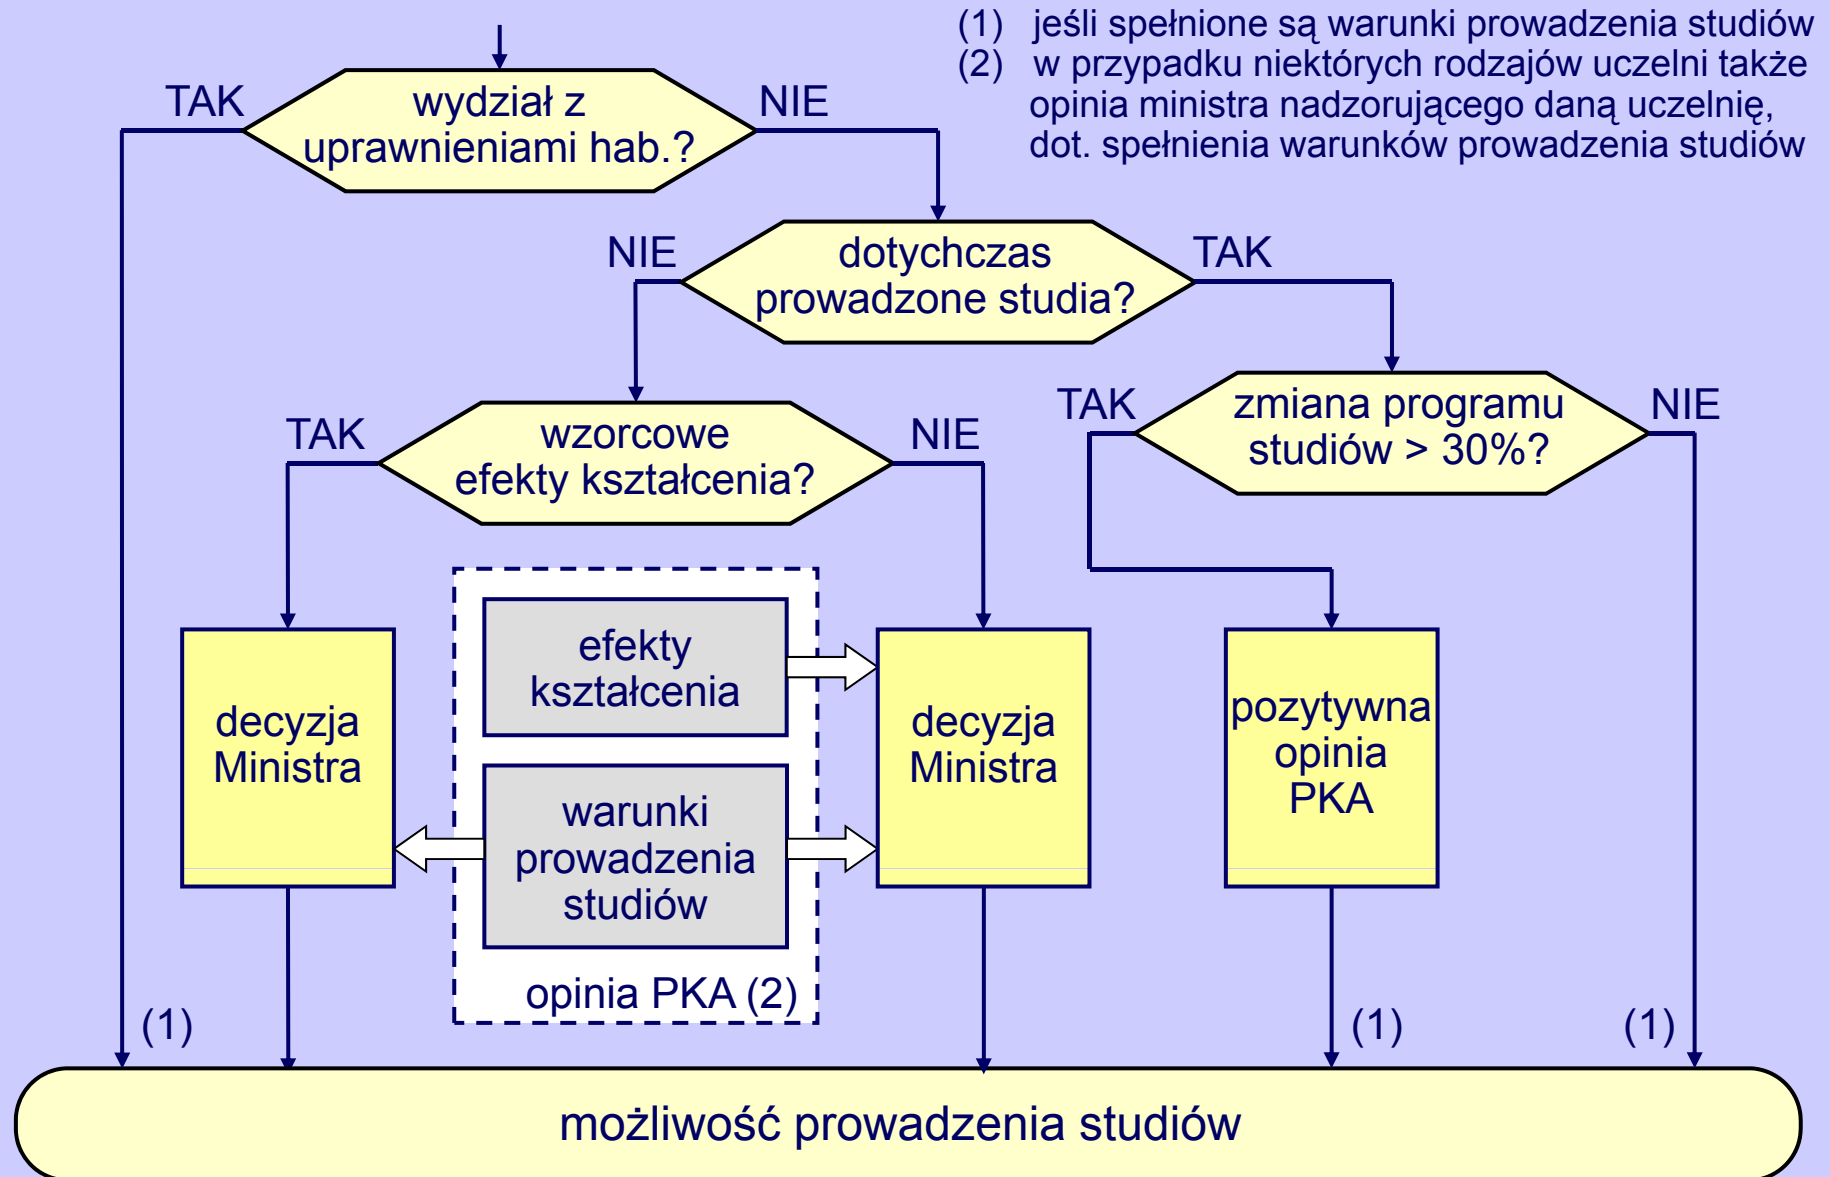 (1) jeśli spełnione są warunki prowadzenia studiów
(2) w przypadku niektórych rodzajów uczelni także
opinia ministra nadzorującego daną uczelnię,
dot. spełnienia warunków prowadzenia studiów
TAK
wydział z
uprawnieniami hab.?
NIE
NIE
dotychczas
prowadzone studia?
TAK
TAK
wzorcowe
efekty kształcenia?
NIE
TAK
zmiana programu
studiów > 30%?
NIE
decyzja
Ministra
efekty
kształcenia
warunki
prowadzenia
studiów
opinia PKA (2)
decyzja
Ministra
pozytywna
opinia
PKA
(1)
(1)
(1)
możliwość prowadzenia studiów